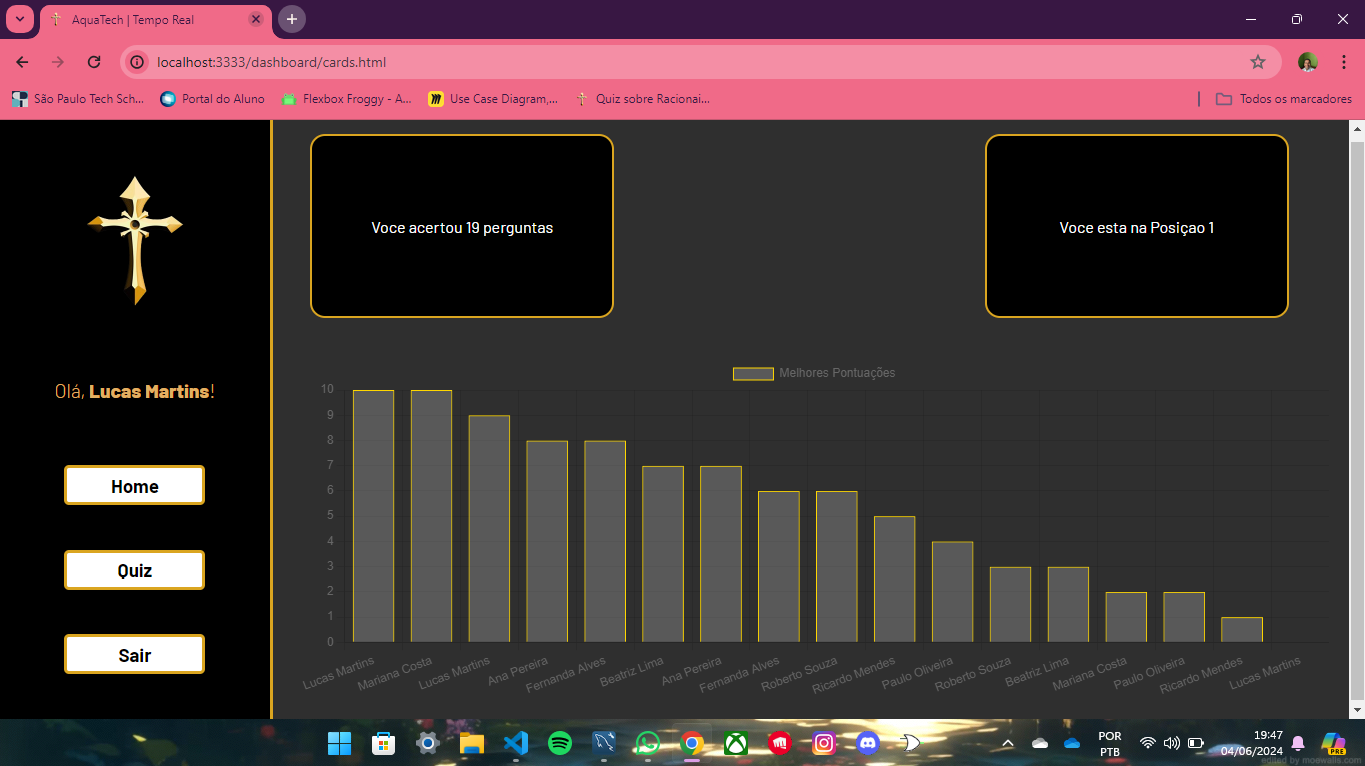 AquaTech | Tempo Real
localhost:3333/dashboard/cards.html
São Paulo Tech Sch...
Portal do Aluno
Flexbox Froggy - A...
Use Case Diagram,...
Quiz sobre Racionai...
Todos os marcadores
Voce acertou 19 perguntas
Voce esta na Posiçao 1
Olá, Lucas Martins!
Home
Quiz
Sair
Melhores Pontuações
10
9
8
7
6
5
4
3
2
1
0
Lucas Martins
Mariana Costa
Lucas Martins
Ana Pereira
Fernanda Alves
Beatriz Lima
Ana Pereira
Fernanda Alves
Roberto Souza
Ricardo Mendes
Paulo Oliveira
Roberto Souza
Beatriz Lima
Mariana Costa
Paulo Oliveira
Ricardo Mendes
Lucas Martins
POR
PTB
19:47
04/06/2024
PRE
edited by moewalls.com